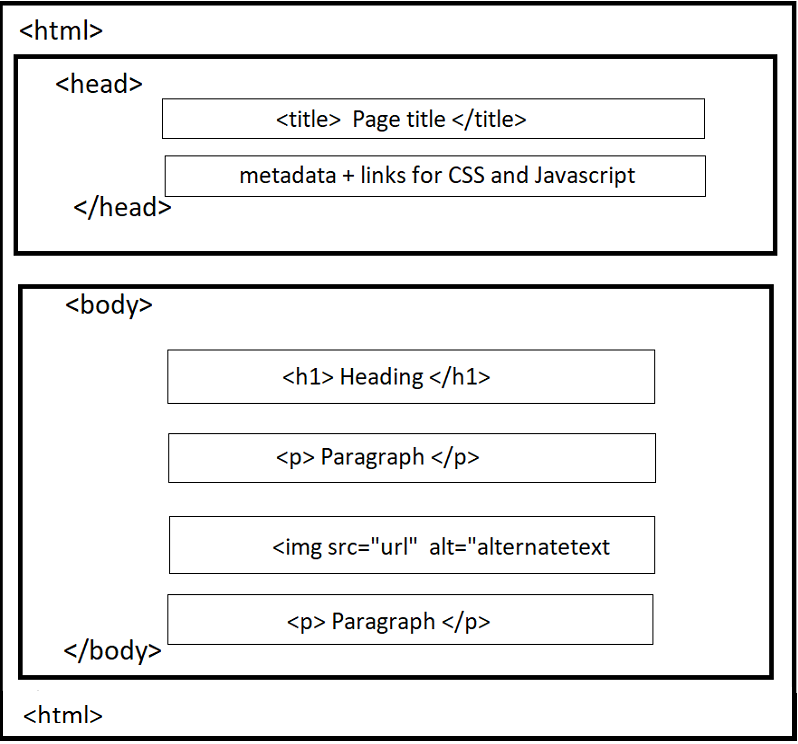 <html>
<head>
<title>  Page title </title>
metadata + links for CSS and Javascript
</head>
<body>
<h1> Heading </h1>
<p> Paragraph </p>
<img src="url"  alt="alternatetext
<p> Paragraph </p>
</body>
<html>